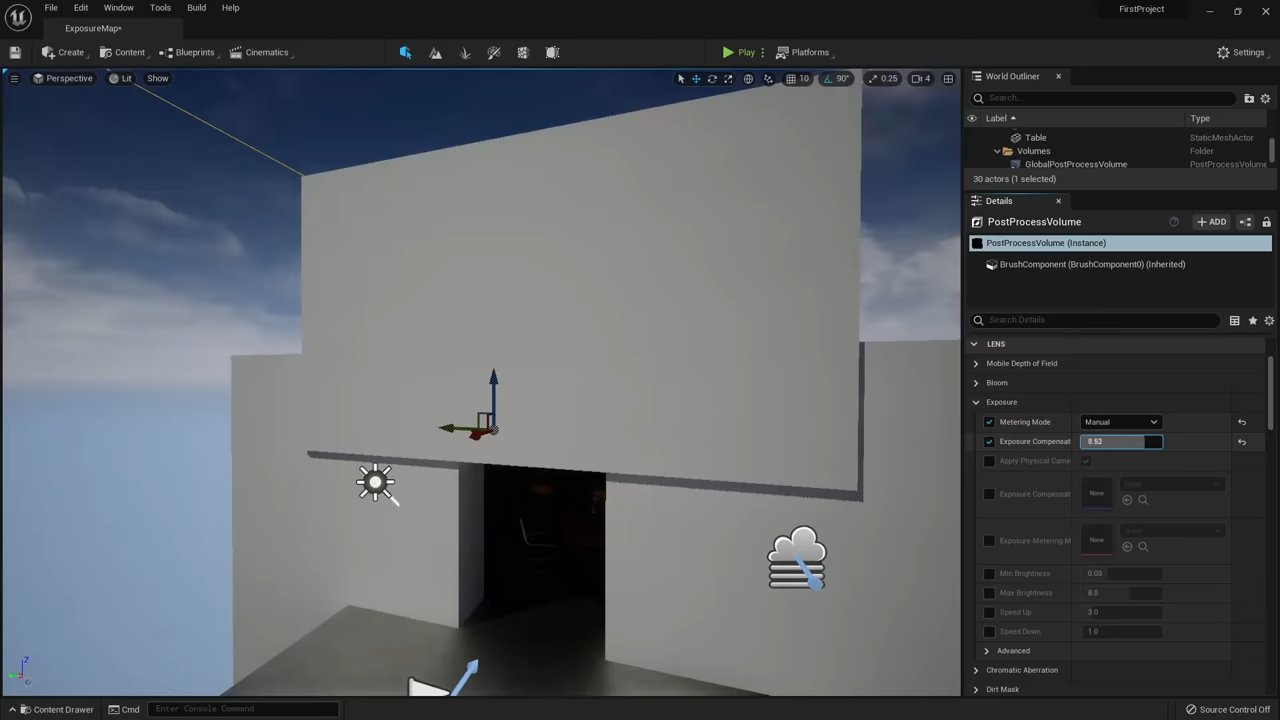 File Edit Window Tools Build Help
FirstProject
ExposureMap*
Create Content Blueprints Cinematics Play Platforms Settings
Perspective Lit Show 10 90° 0.25 4
World Outliner
Search...
Label Type
Table StaticMeshActor
Volumes Folder
GlobalPostProcessVolume PostProcessVolume
30 actors (1 selected)
Details
PostProcessVolume ADD
PostProcessVolume (Instance)
BrushComponent (BrushComponent0) (Inherited)
Search Details
LENS
Mobile Depth of Field
Bloom
Exposure
Metering Mode Manual
Exposure Compensat 8.52
Apply Physical Came
Exposure Compensat None None
Exposure Metering M None None
Min Brightness 0.03
Max Brightness 8.0
Speed Up 3.0
Speed Down 1.0
Advanced
Chromatic Aberration
Dirt Mask
Z
Content Drawer Cmd Enter Console Command Source Control Off